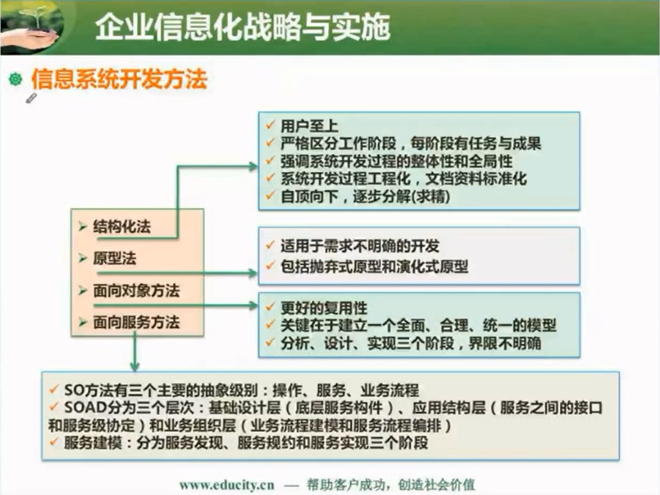 企业信息化战略与实施
信息系统开发方法
用户至上
严格区分工作阶段，每阶段有任务与成果
强调系统开发过程的整体性和全局性
系统开发过程工程化，文档资料标准化
自顶向下，逐步分解(求精)
结构化法
原型法
面向对象方法
面向服务方法
适用于需求不明确的开发
包括抛弃式原型和演化式原型
更好的复用性
关键在于建立一个全面、合理、统一的模型
分析、设计、实现三个阶段，界限不明确
SO方法有三个主要的抽象级别：操作、服务、业务流程
SOAD分为三个层次：基础设计层（底层服务构件）、应用结构层（服务之间的接口
和服务级协定）和业务组织层（业务流程建模和服务流程编排）
服务建模：分为服务发现、服务规约和服务实现三个阶段
www.educity.cn — 帮助客户成功，创造社会价值